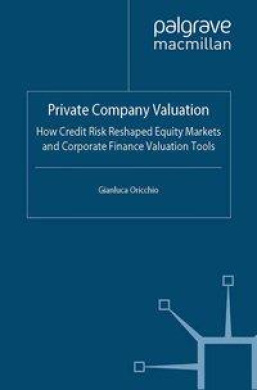 palgrave
macmillan
Private Company Valuation
How Credit Risk Reshaped Equity Markets
and Corporate Finance Valuation Tools
Gianluca Oricchio